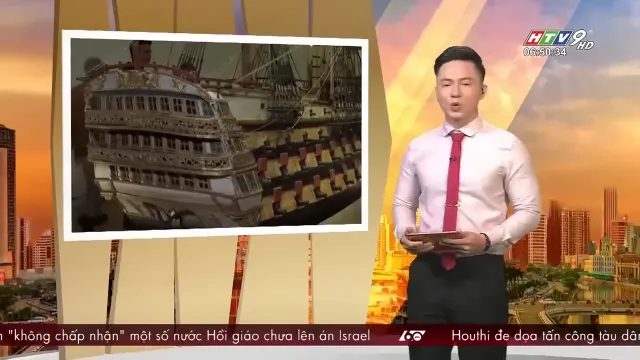 HTV9 HD
06:50:34
"không chấp nhận" một số nước Hồi giáo chưa lên án Israel 60 Houthi đe dọa tấn công tàu